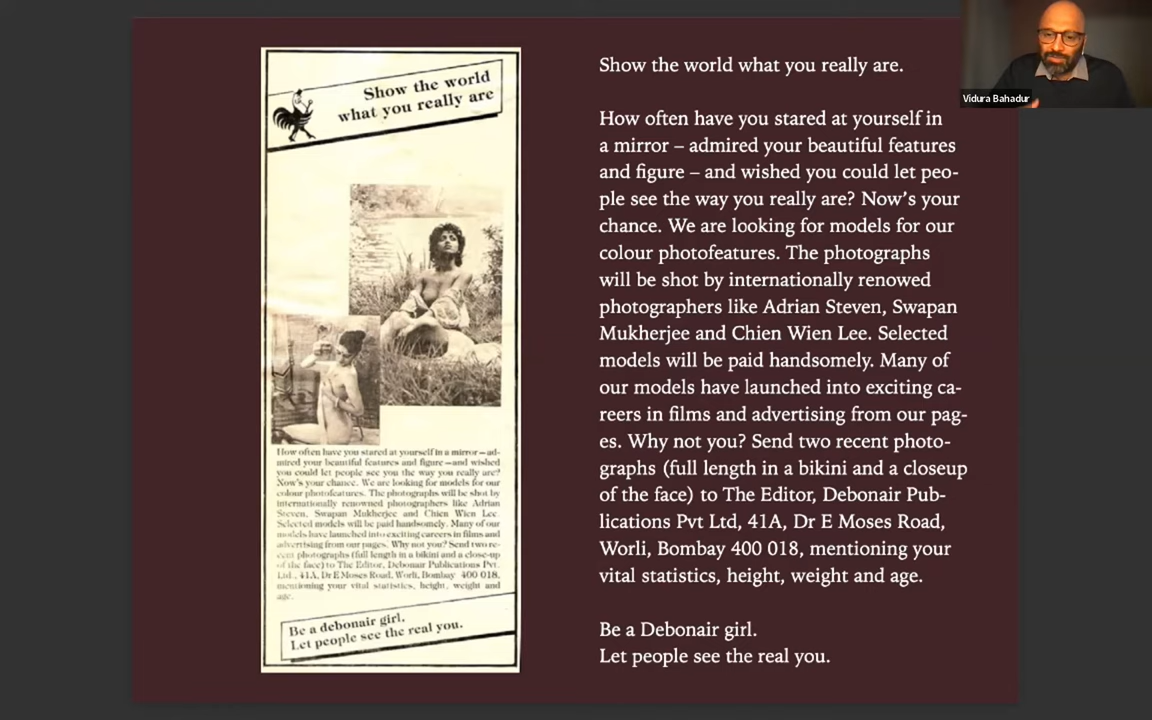 Show the world
what you really are
How often have you stared at yourself in a mirror—ad-
mired your beautiful features and figure—and wished
you could let people see you the way you really are?
Now's your chance. We are looking for models for our
colour photofeatures. The photographs will be shot by
internationally renowned photographers like Adrian
Steven, Swapan Mukherjee and Chien Wien Lee.
Selected models will be paid handsomely. Many of our
models have launched into exciting careers in films and
advertising from our pages. Why not you? Send two re-
cent photographs (full length in a bikini and a close-up
of the face) to The Editor, Debonair Publications Pvt.
Ltd., 41A, Dr E Moses Road, Worli, Bombay 400 018,
mentioning your vital statistics, height, weight and
age.
Be a debonair girl.
Let people see the real you.
Show the world what you really are.
How often have you stared at yourself in
a mirror – admired your beautiful features
and figure – and wished you could let peo-
ple see the way you really are? Now's your
chance. We are looking for models for our
colour photofeatures. The photographs
will be shot by internationally renowed
photographers like Adrian Steven, Swapan
Mukherjee and Chien Wien Lee. Selected
models will be paid handsomely. Many of
our models have launched into exciting ca-
reers in films and advertising from our pag-
es. Why not you? Send two recent photo-
graphs (full length in a bikini and a closeup
of the face) to The Editor, Debonair Pub-
lications Pvt Ltd, 41A, Dr E Moses Road,
Worli, Bombay 400 018, mentioning your
vital statistics, height, weight and age.
Be a Debonair girl.
Let people see the real you.
Vidura Bahadur